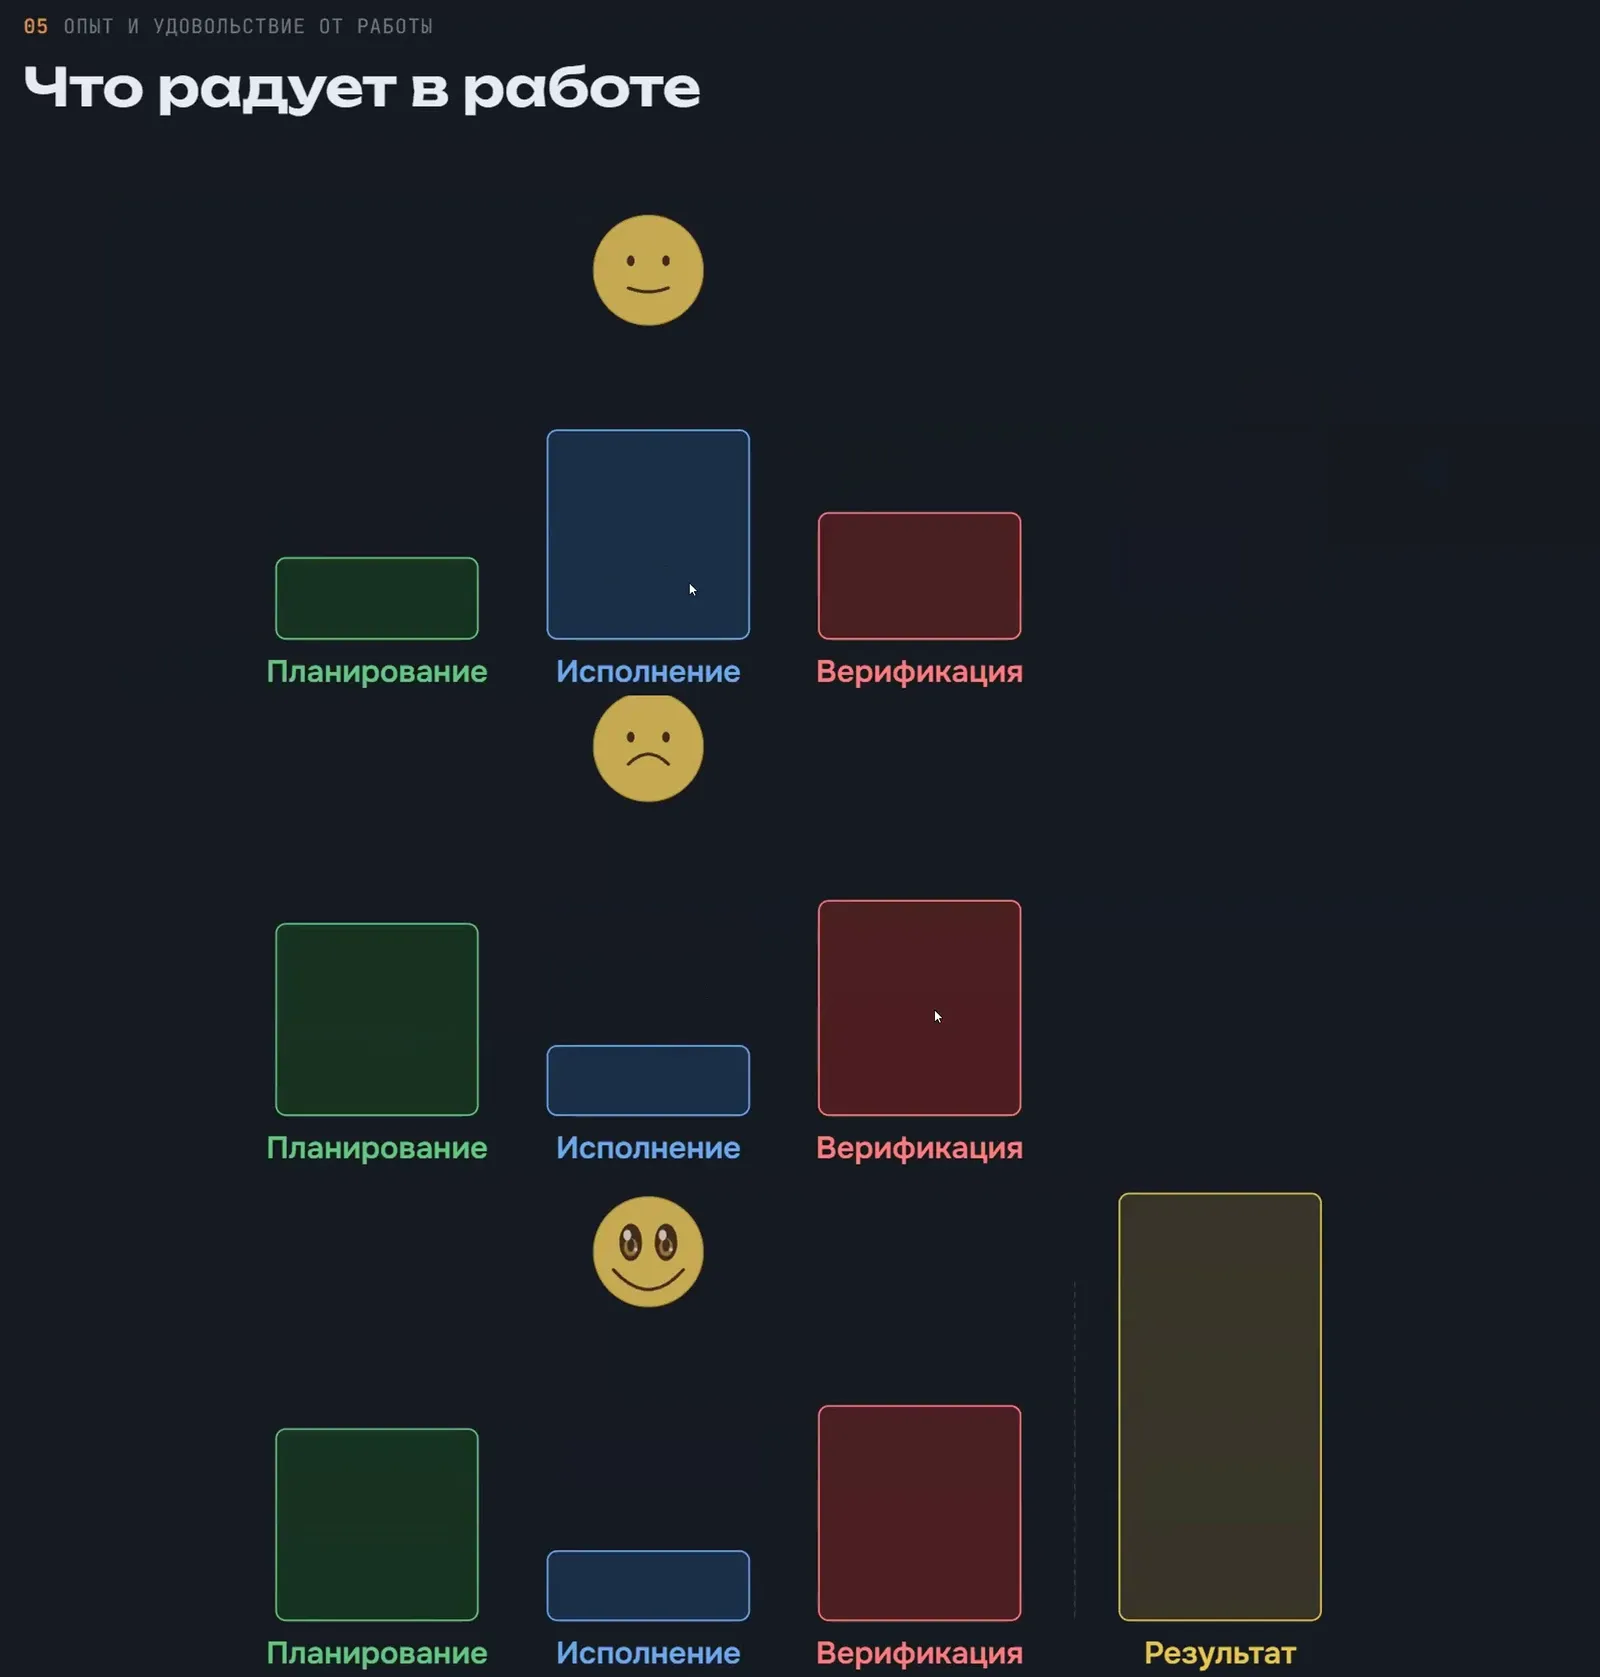 05 ОПЫТ И УДОВОЛЬСТВИЕ ОТ РАБОТЫ
Что радует в работе
Планирование Исполнение Верификация
Планирование Исполнение Верификация
Планирование Исполнение Верификация Результат